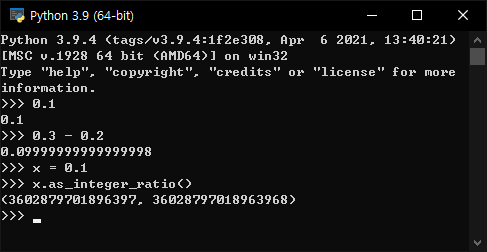 Python 3.9 (64-bit)
Python 3.9.4 (tags/v3.9.4:1f2e308, Apr  6 2021, 13:40:21)
[MSC v.1928 64 bit (AMD64)] on win32
Type "help", "copyright", "credits" or "license" for more
information.
>>> 0.1
0.1
>>> 0.3 - 0.2
0.09999999999999998
>>> x = 0.1
>>> x.as_integer_ratio()
(3602879701896397, 36028797018963968)
>>>